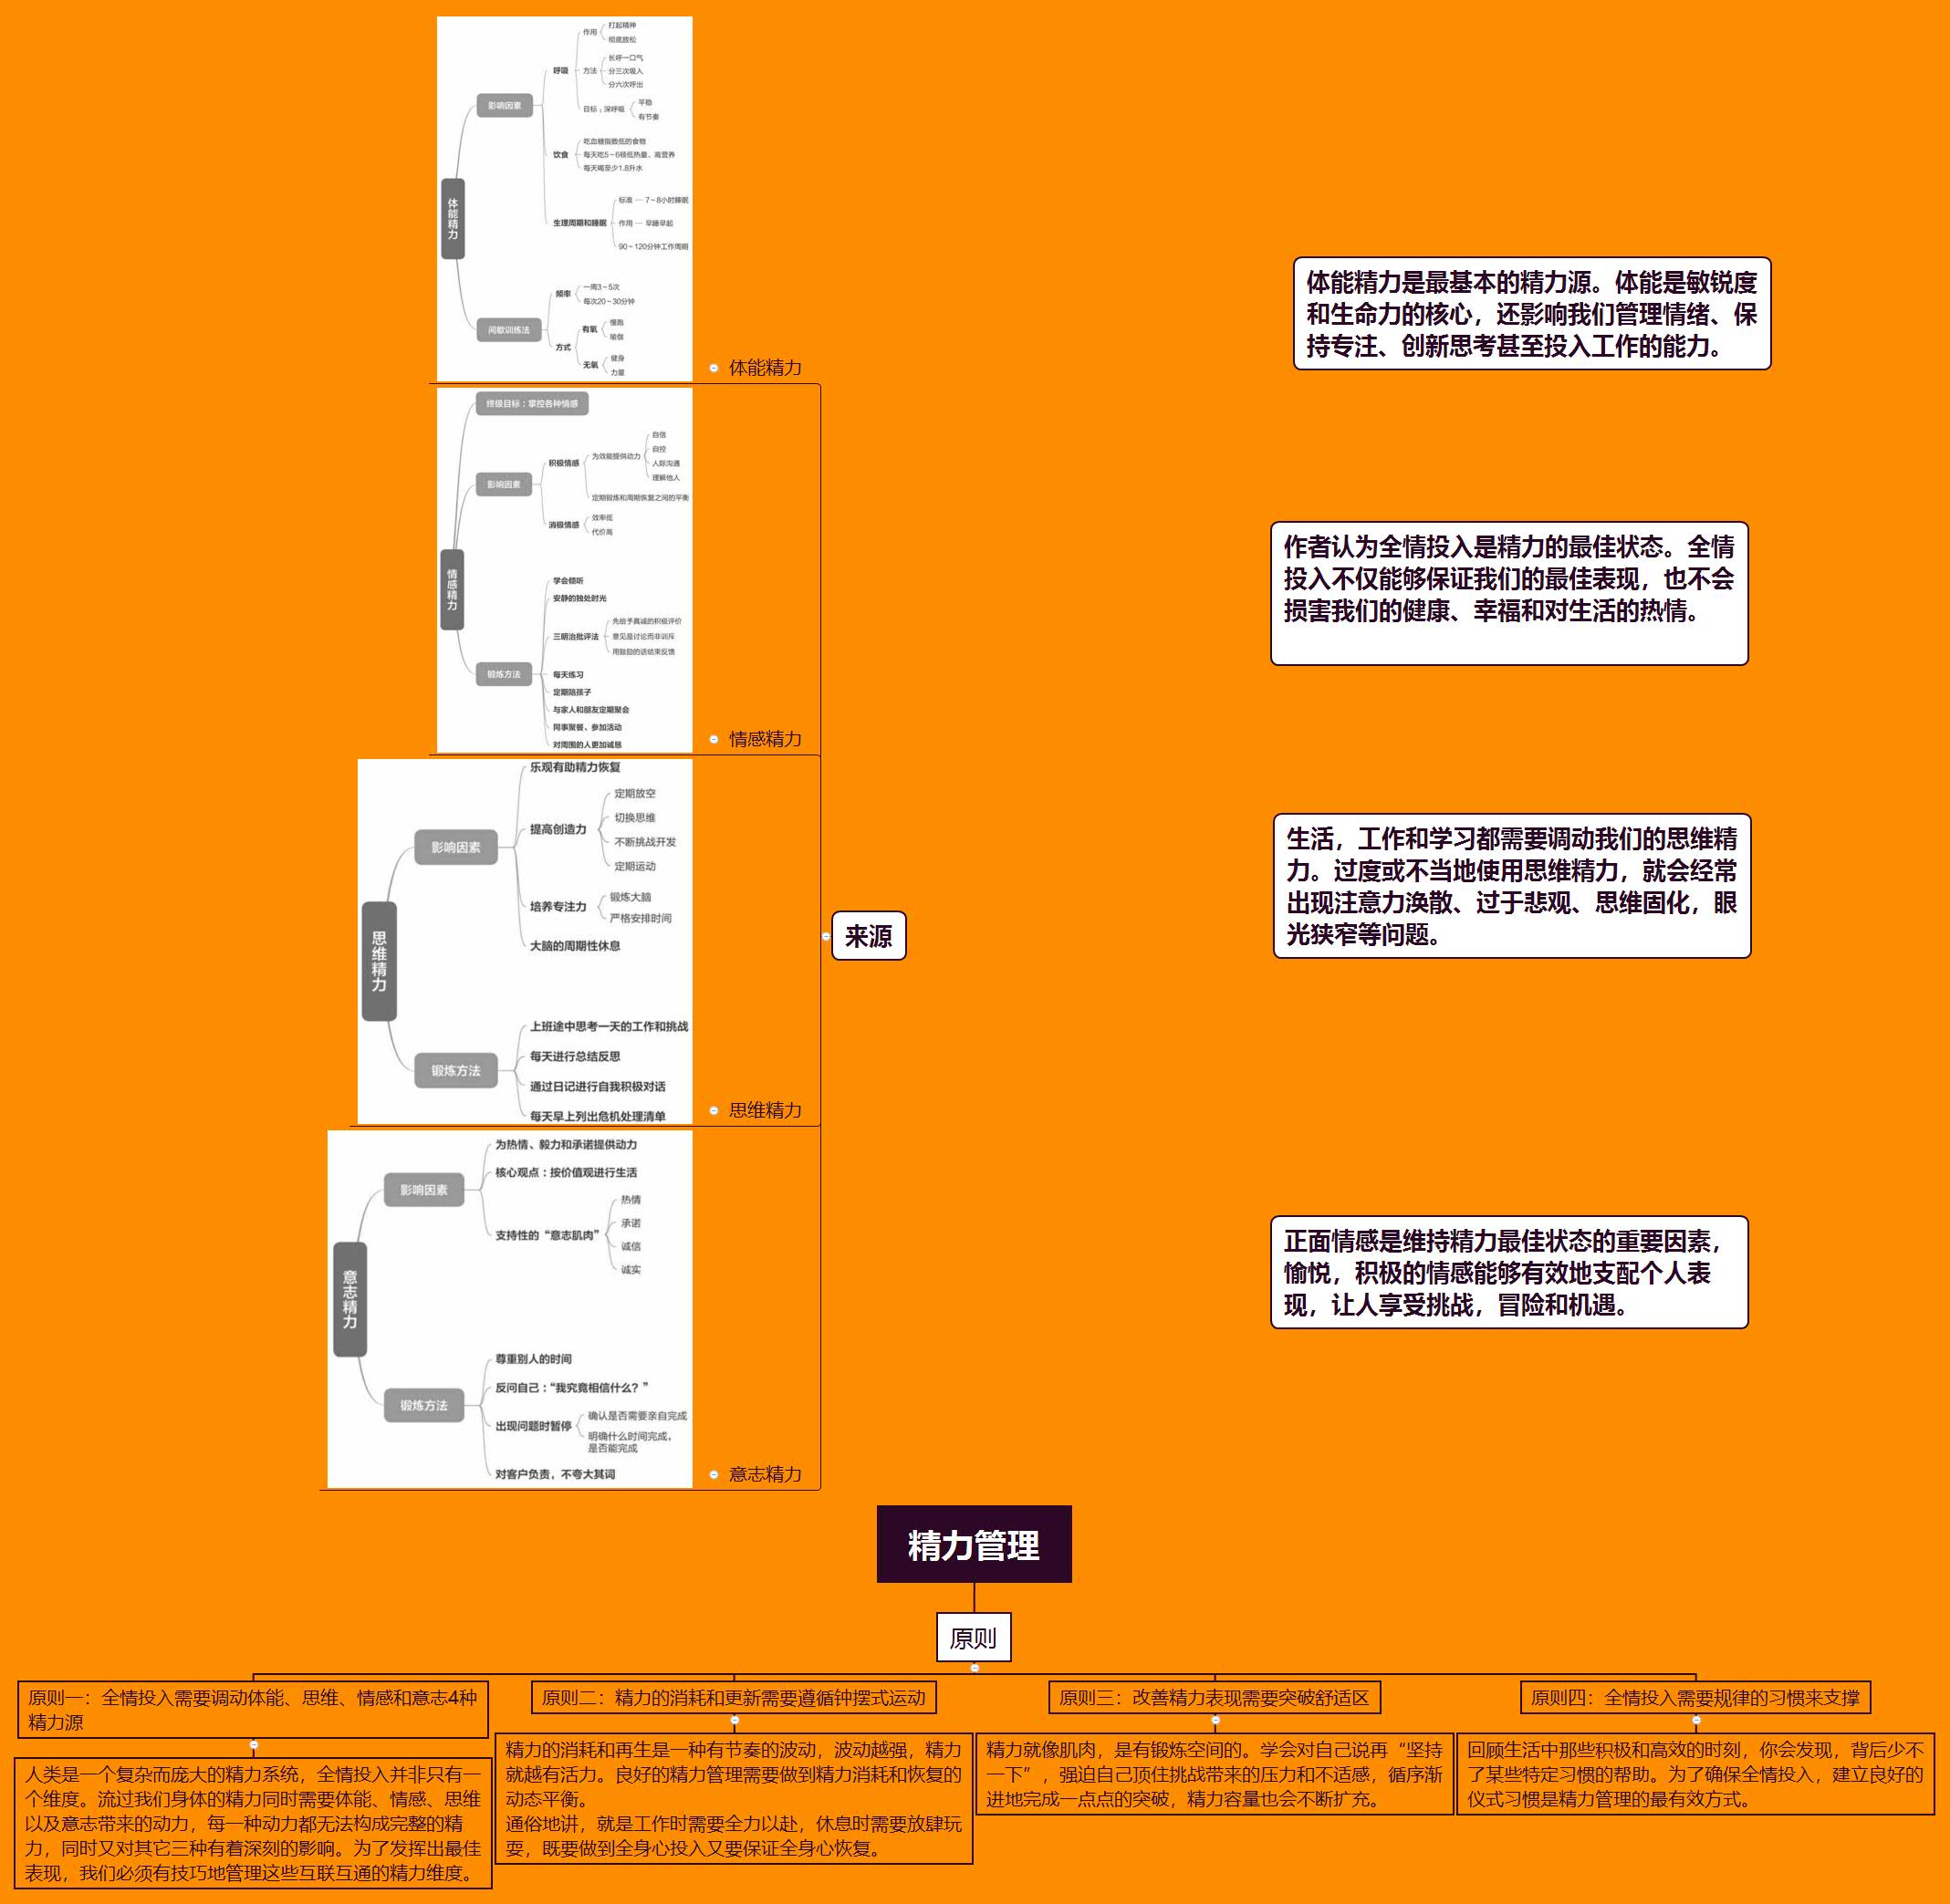 体能精力
影响因素
呼吸
作用
打起精神
彻底放松
方法
长呼一口气
分三次吸入
分六次呼出
目标：深呼吸
平稳
有节奏
饮食
吃血糖指数低的食物
每天吃5～6顿低热量、高营养
每天喝至少1.8升水
生理周期和睡眠
标准
7～8小时睡眠
作用
早睡早起
90～120分钟工作周期
间歇训练法
频率
一周3～5次
每次20～30分钟
方式
有氧
慢跑
瑜伽
无氧
健身
力量
体能精力
体能精力是最基本的精力源。体能是敏锐度
和生命力的核心，还影响我们管理情绪、保
持专注、创新思考甚至投入工作的能力。
情感精力
终级目标：掌控各种情感
影响因素
积极情感
为效能提供动力
自信
自控
人际沟通
理解他人
定期锻炼和周期恢复之间的平衡
消极情感
效率低
代价高
锻炼方法
学会倾听
安静的独处时光
三明治批评法
先给予真诚的积极评价
意见是讨论而非训斥
用鼓励的话结束反馈
每天练习
定期陪孩子
与家人和朋友定期聚会
同事聚餐、参加活动
对周围的人更加诚恳
情感精力
作者认为全情投入是精力的最佳状态。全情
投入不仅能够保证我们的最佳表现，也不会
损害我们的健康、幸福和对生活的热情。
思维精力
影响因素
乐观有助精力恢复
提高创造力
定期放空
切换思维
不断挑战开发
定期运动
培养专注力
锻炼大脑
严格安排时间
大脑的周期性休息
锻炼方法
上班途中思考一天的工作和挑战
每天进行总结反思
通过日记进行自我积极对话
每天早上列出危机处理清单
思维精力
来源
生活，工作和学习都需要调动我们的思维精
力。过度或不当地使用思维精力，就会经常
出现注意力涣散、过于悲观、思维固化，眼
光狭窄等问题。
意志精力
影响因素
为热情、毅力和承诺提供动力
核心观点：按价值观进行生活
支持性的“意志肌肉”
热情
承诺
诚信
诚实
锻炼方法
尊重别人的时间
反问自己：“我究竟相信什么？”
出现问题时暂停
确认是否需要亲自完成
明确什么时间完成，
是否能完成
对客户负责，不夸大其词
意志精力
正面情感是维持精力最佳状态的重要因素，
愉悦，积极的情感能够有效地支配个人表
现，让人享受挑战，冒险和机遇。
精力管理
原则
原则一：全情投入需要调动体能、思维、情感和意志4种
精力源
人类是一个复杂而庞大的精力系统，全情投入并非只有一
个维度。流过我们身体的精力同时需要体能、情感、思维
以及意志带来的动力，每一种动力都无法构成完整的精
力，同时又对其它三种有着深刻的影响。为了发挥出最佳
表现，我们必须有技巧地管理这些互联互通的精力维度。
原则二：精力的消耗和更新需要遵循钟摆式运动
精力的消耗和再生是一种有节奏的波动，波动越强，精力
就越有活力。良好的精力管理需要做到精力消耗和恢复的
动态平衡。
通俗地讲，就是工作时需要全力以赴，休息时需要放肆玩
耍，既要做到全身心投入又要保证全身心恢复。
原则三：改善精力表现需要突破舒适区
精力就像肌肉，是有锻炼空间的。学会对自己说再“坚持
一下”，强迫自己顶住挑战带来的压力和不适感，循序渐
进地完成一点点的突破，精力容量也会不断扩充。
原则四：全情投入需要规律的习惯来支撑
回顾生活中那些积极和高效的时刻，你会发现，背后少不
了某些特定习惯的帮助。为了确保全情投入，建立良好的
仪式习惯是精力管理的最有效方式。